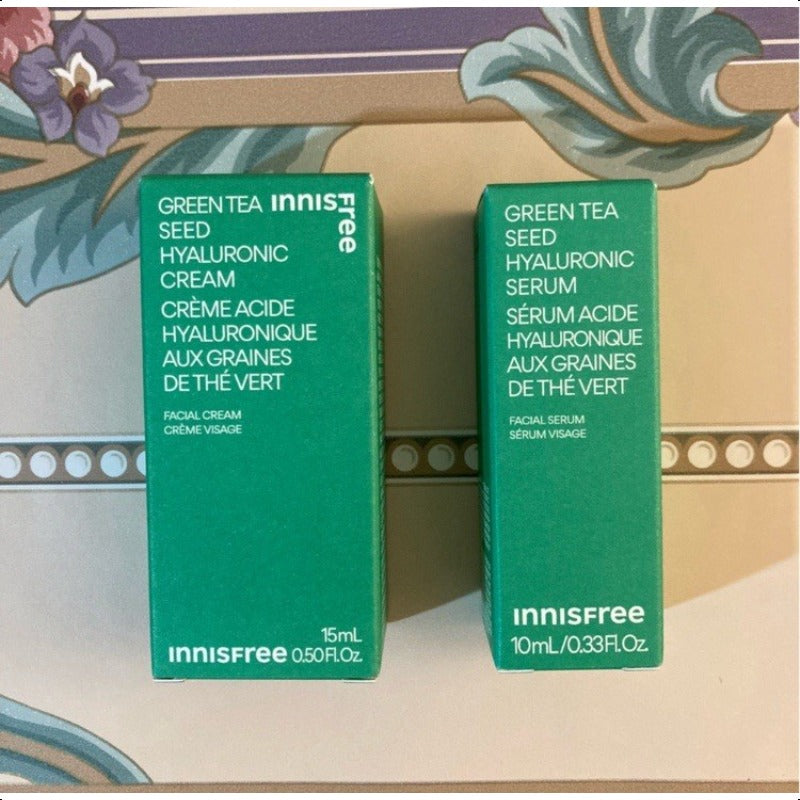 GREEN TEA INNISFree
SEED
HYALURONIC
CREAM
CRÈME ACIDE
HYALURONIQUE
AUX GRAINES
DE THÉ VERT
FACIAL CREAM
CRÈME VISAGE
15mL
INNISFree 0.50 Fl.Oz.
GREEN TEA
SEED
HYALURONIC
SERUM
SÉRUM ACIDE
HYALURONIQUE
AUX GRAINES
DE THÉ VERT
FACIAL SERUM
SÉRUM VISAGE
INNISFree
10mL/0.33Fl.Oz.